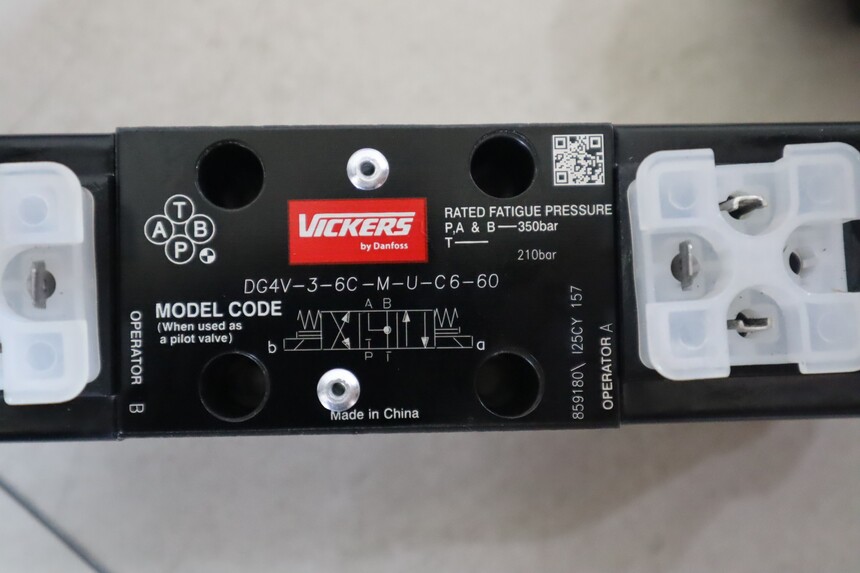 T
A B
P
VICKERS
by Danfoss
RATED FATIGUE PRESSURE
P,A & B—350bar
T—
210bar
DG4V-3-6C-M-U-C6-60
MODEL CODE
(When used as
a pilot valve)
A B
b
a
P T
Made in China
OPERATOR B
859180\ I25CY 157
OPERATOR A